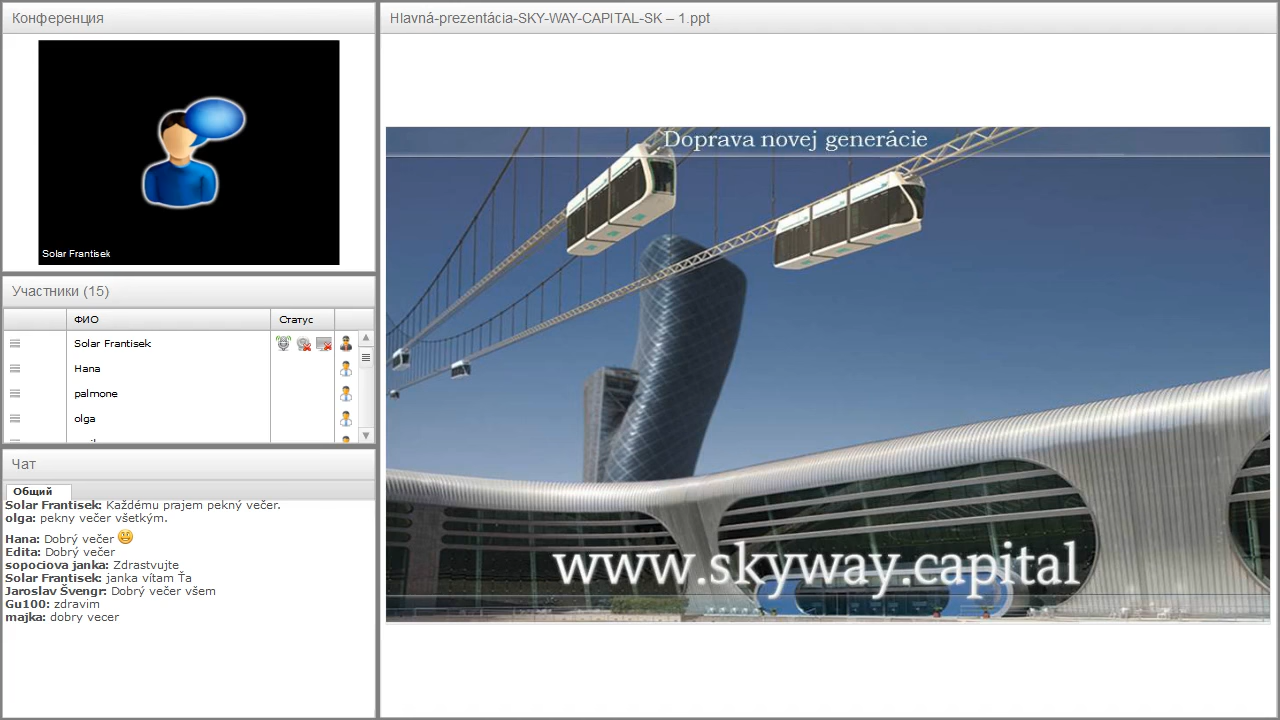 Конференция
Solar Frantisek
Участники (15)
ФИО
Статус
Solar Frantisek
Hana
palmone
olga
Чат
Общий
Solar Frantisek: Každému prajem pekný večer.
olga: pekny večer všetkým.
Hana: Dobrý večer
Edita: Dobrý večer
sopociova janka: Zdrastvujte
Solar Frantisek: janka vítam Ťa
Jaroslav Švengr: Dobrý večer všem
Gu100: zdravim
majka: dobry vecer
Hlavná-prezentácia-SKY-WAY-CAPITAL-SK – 1.ppt
Doprava novej generácie
www.skyway.capital